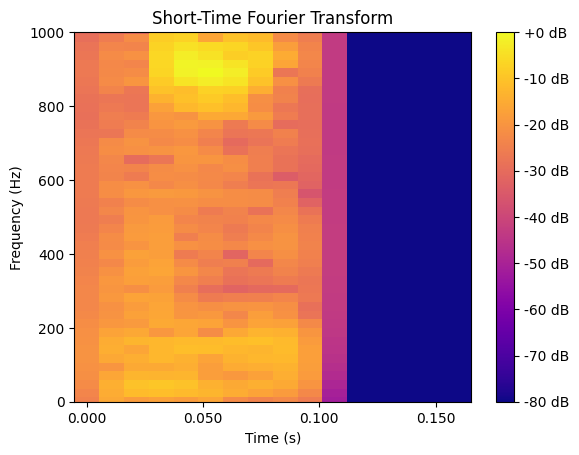 Short-Time Fourier Transform
1000
800
600
400
200
0
Frequency (Hz)
0.000
0.050
0.100
0.150
Time (s)
+0 dB
-10 dB
-20 dB
-30 dB
-40 dB
-50 dB
-60 dB
-70 dB
-80 dB